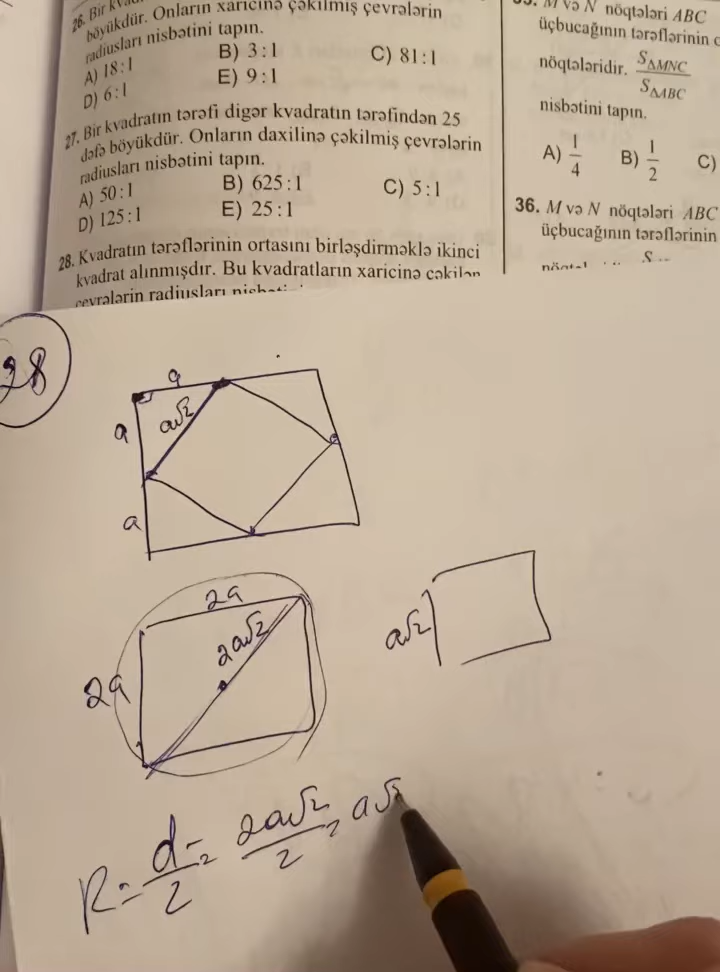 26. Bir
böyükdür. Onların xaricinə çəkilmiş çevrələrin
radiusları nisbətini tapın.
A) 18:1 B) 3:1 C) 81:1
D) 6:1 E) 9:1
27. Bir kvadratın tərəfi digər kvadratın tərəfindən 25
dəfə böyükdür. Onların daxilinə çəkilmiş çevrələrin
radiusları nisbətini tapın.
A) 50:1 B) 625:1 C) 5:1
D) 125:1 E) 25:1
28. Kvadratın tərəflərinin ortasını birləşdirməklə ikinci
kvadrat alınmışdır. Bu kvadratların xaricinə çəkilən
çevrələrin radiusları
M və N nöqtələri ABC
üçbucağının tərəflərinin
nöqtələridir. S△MNC / S△ABC
nisbətini tapın.
A) 1/4 B) 1/2 C)
36. M və N nöqtələri ABC
üçbucağının tərəflərinin
S
28
a
a
a√2
a
2a
2a√2
2a
a√2
R = d/2 = 2a√2/2 = a√2